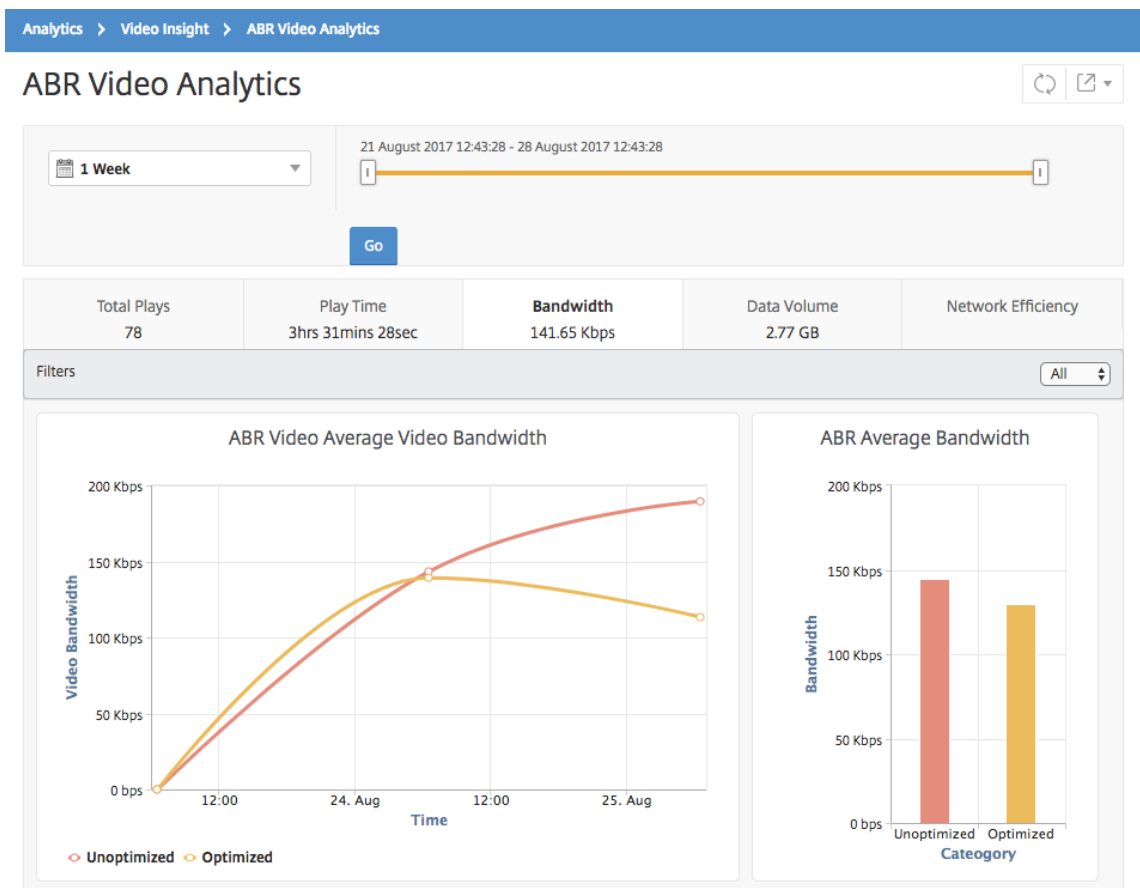 Analytics > Video Insight > ABR Video Analytics
ABR Video Analytics
1 Week
21 August 2017 12:43:28 - 28 August 2017 12:43:28
Go
Total Plays
78
Play Time
3hrs 31mins 28sec
Bandwidth
141.65 Kbps
Data Volume
2.77 GB
Network Efficiency
Filters
All
ABR Video Average Video Bandwidth
Video Bandwidth
200 Kbps
150 Kbps
100 Kbps
50 Kbps
0 bps
12:00
24. Aug
12:00
25. Aug
Time
Unoptimized
Optimized
ABR Average Bandwidth
Bandwidth
200 Kbps
150 Kbps
100 Kbps
50 Kbps
0 bps
Unoptimized
Optimized
Cateogory